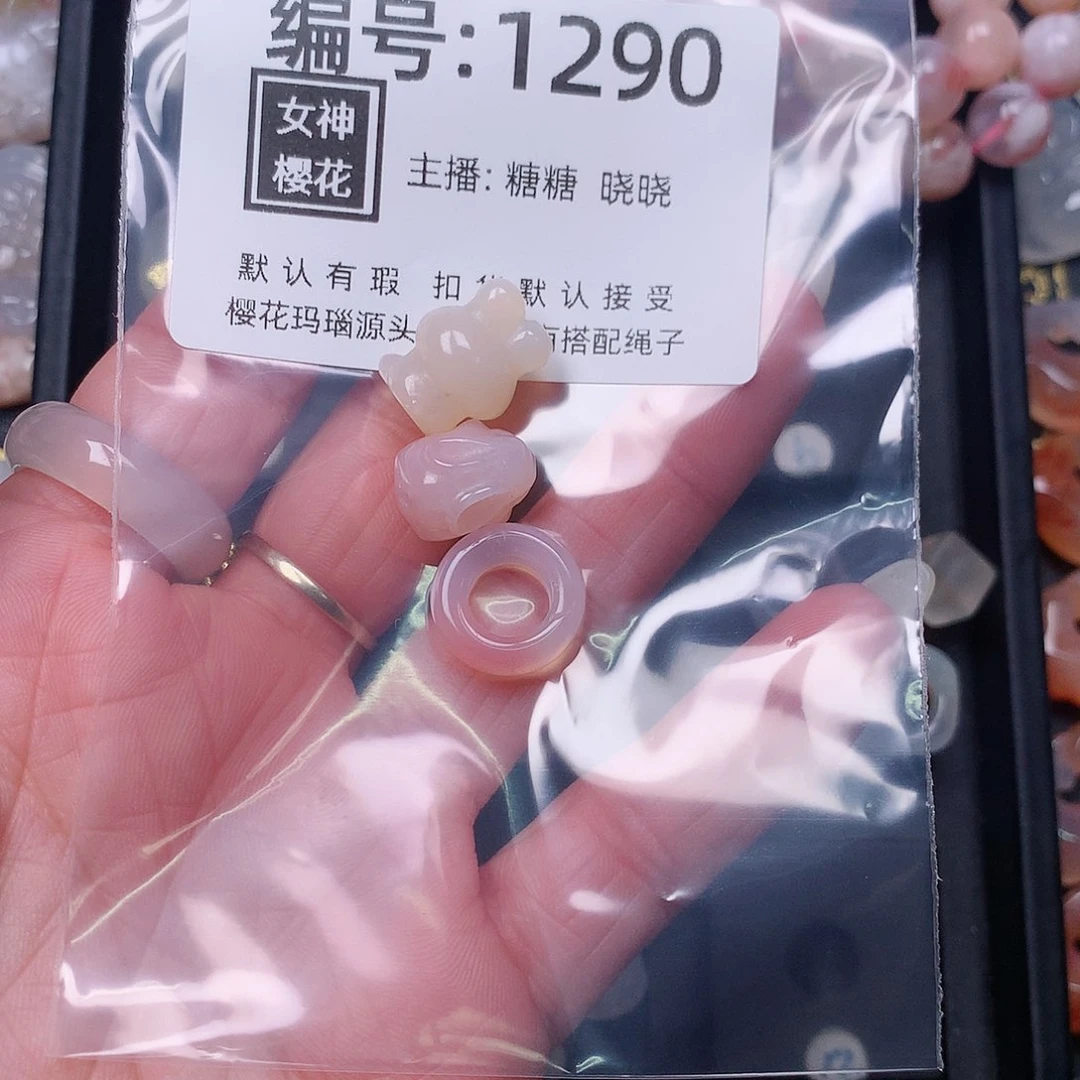 编号:1290
女神
樱花
主播: 糖糖 晓晓
默认有瑕 扣 默认接受
樱花玛瑙源头 搭配绳子